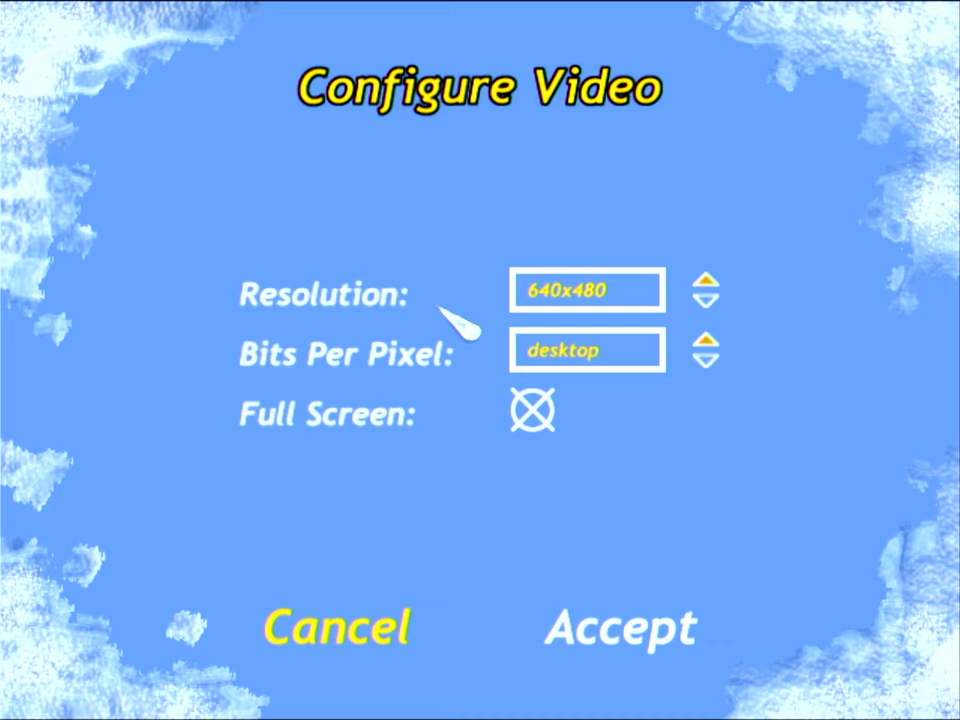 Configure Video
Resolution: 640x480
Bits Per Pixel: desktop
Full Screen:
Cancel Accept